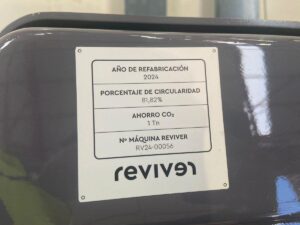 AÑO DE REFABRICACIÓN
2024
PORCENTAJE DE CIRCULARIDAD
81,82%
AHORRO CO₂
1 Tn
Nº MÁQUINA REVIVER
RV24-00056
reviver